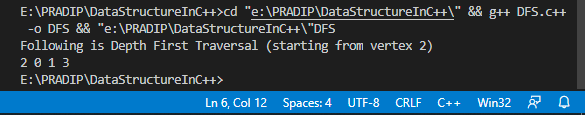 E:\PRADIP\DataStructureInC++>cd "e:\PRADIP\DataStructureInC++\" && g++ DFS.c++
-o DFS && "e:\PRADIP\DataStructureInC++\"DFS
Following is Depth First Traversal (starting from vertex 2)
2 0 1 3
E:\PRADIP\DataStructureInC++>
Ln 6, Col 12 Spaces: 4 UTF-8 CRLF C++ Win32